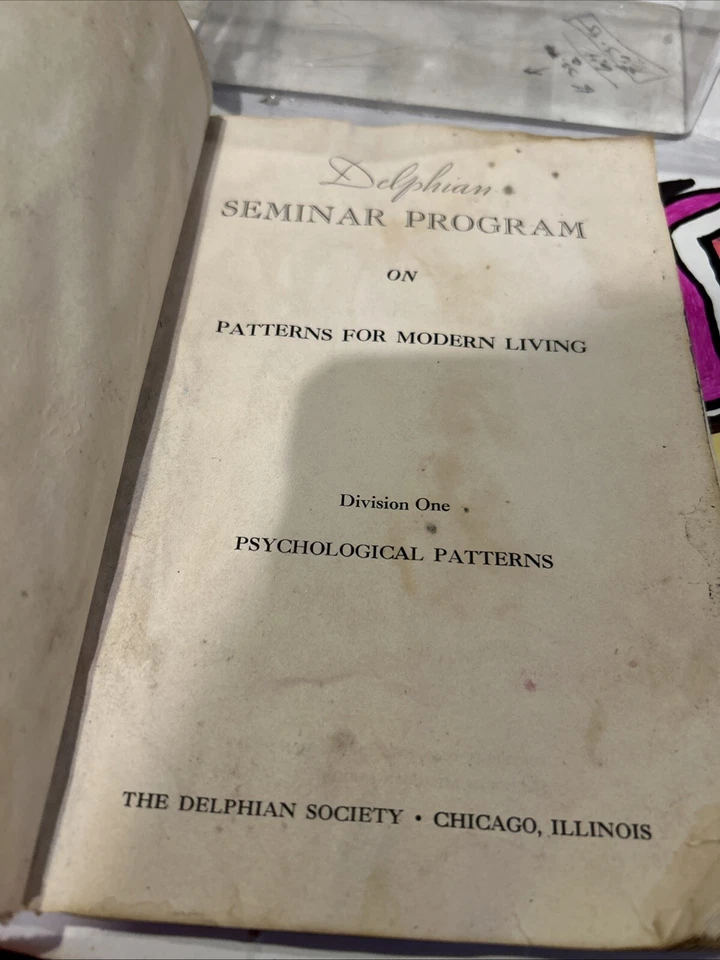 Delphian
SEMINAR PROGRAM
ON
PATTERNS FOR MODERN LIVING
Division One
PSYCHOLOGICAL PATTERNS
THE DELPHIAN SOCIETY • CHICAGO, ILLINOIS